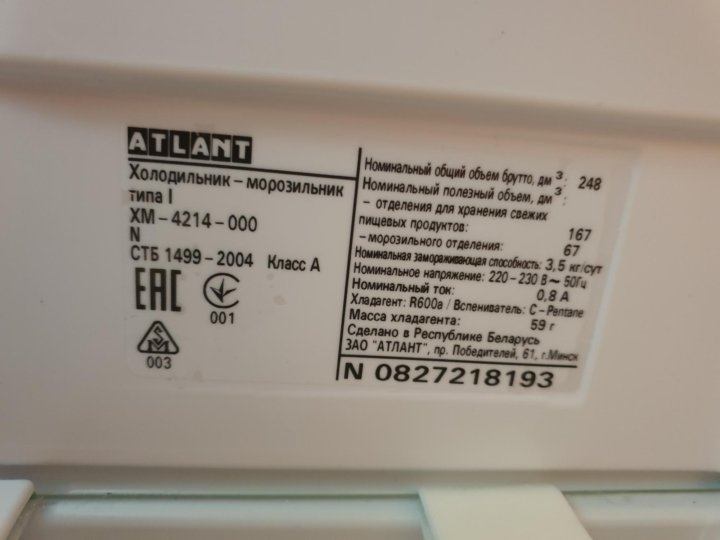 ATLANT
Холодильник – морозильник
типа I
ХМ – 4214 – 000
N
СТБ 1499 – 2004 Класс А
EAC
001
003
Номинальный общий объем брутто, дм³: 248
Номинальный полезный объем, дм³:
– отделения для хранения свежих
пищевых продуктов: 167
– морозильного отделения: 67
Номинальная замораживающая способность: 3,5 кг/сут
Номинальное напряжение: 220 – 230 В ~ 50Гц
Номинальный ток: 0,8 А
Хладагент: R600a / Вспениватель: C – Pentane
Масса хладагента: 59 г
Сделано в Республике Беларусь
ЗАО "АТЛАНТ", пр. Победителей, 61, г.Минск
N 0827218193